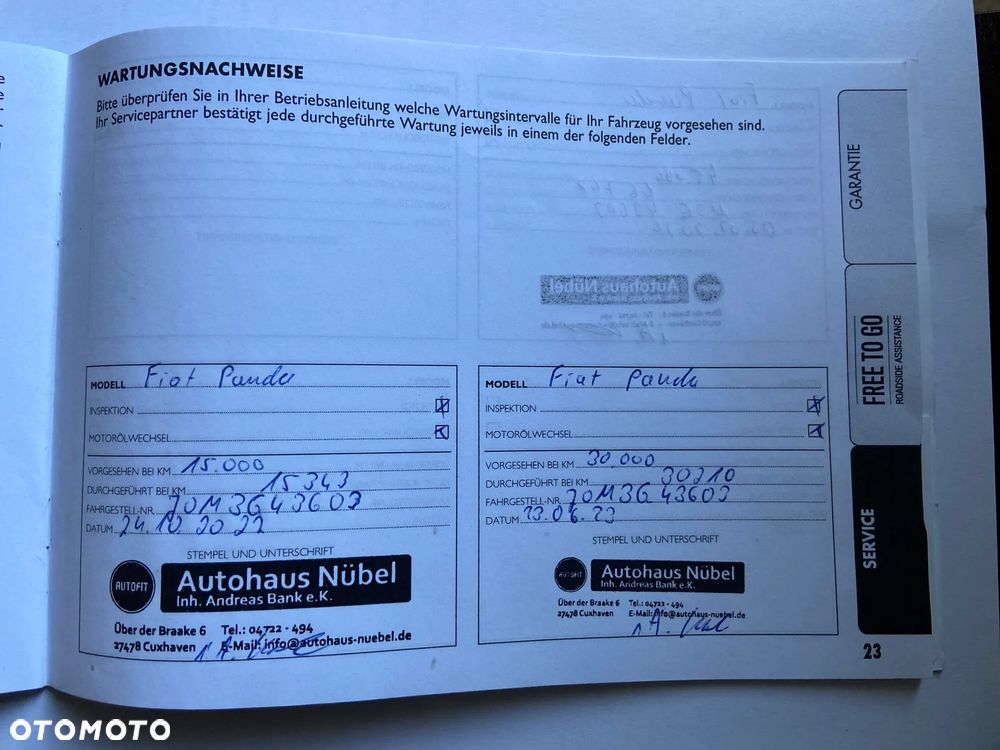 WARTUNGSNACHWEISE
Bitte überprüfen Sie in Ihrer Betriebsanleitung welche Wartungsintervalle für Ihr Fahrzeug vorgesehen sind.
Ihr Servicepartner bestätigt jede durchgeführte Wartung jeweils in einem der folgenden Felder.
GARANTIE
FREE TO GO
ROADSIDE ASSISTANCE
SERVICE
MODELL Fiat Panda
INSPEKTION
MOTORÖLWECHSEL
VORGESEHEN BEI KM 15.000
DURCHGEFÜHRT BEI KM 15343
FAHRGESTELL-NR. J0M3G43603
DATUM 24.10 2022
STEMPEL UND UNTERSCHRIFT
AUTOFIT
Autohaus Nübel
Inh. Andreas Bank e.K.
Über der Braake 6 Tel.: 04722 - 494
27478 Cuxhaven E-Mail: info@autohaus-nuebel.de
MODELL Fiat Panda
INSPEKTION
MOTORÖLWECHSEL
VORGESEHEN BEI KM 30.000
DURCHGEFÜHRT BEI KM 30310
FAHRGESTELL-NR. J0M3G43603
DATUM 23.06.23
STEMPEL UND UNTERSCHRIFT
AUTOFIT
Autohaus Nübel
Inh. Andreas Bank e.K.
Über der Braake 6 Tel.: 04722 - 494
27478 Cuxhaven E-Mail: info@autohaus-nuebel.de
23
OTOMOTO